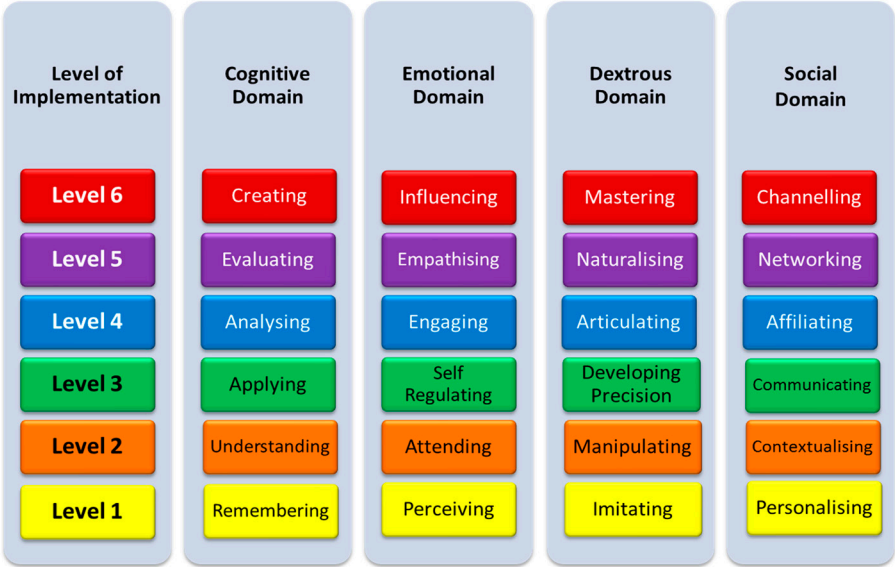 Level of
Implementation
Cognitive
Domain
Emotional
Domain
Dextrous
Domain
Social
Domain
Level 6
Creating
Influencing
Mastering
Channelling
Level 5
Evaluating
Empathising
Naturalising
Networking
Level 4
Analysing
Engaging
Articulating
Affiliating
Level 3
Applying
Self
Regulating
Developing
Precision
Communicating
Level 2
Understanding
Attending
Manipulating
Contextualising
Level 1
Remembering
Perceiving
Imitating
Personalising